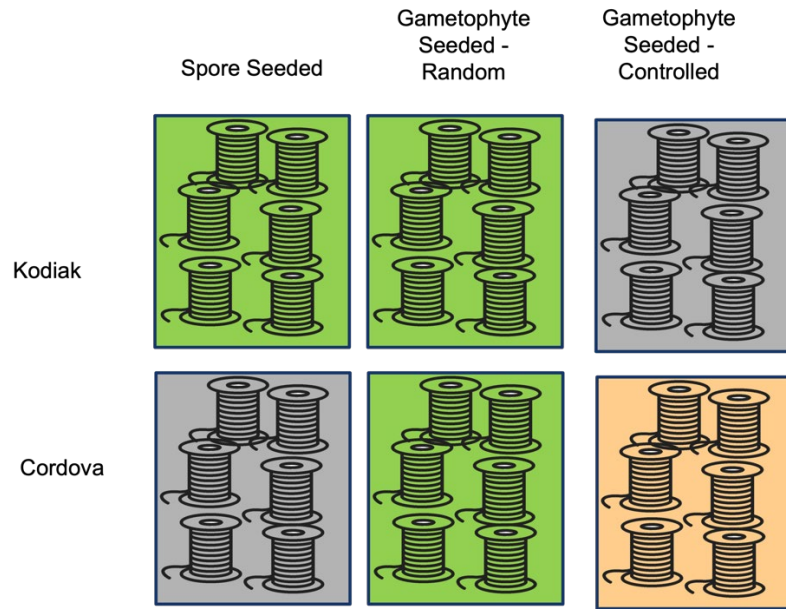 Spore Seeded
Gametophyte
Seeded -
Random
Gametophyte
Seeded -
Controlled
Kodiak
Cordova